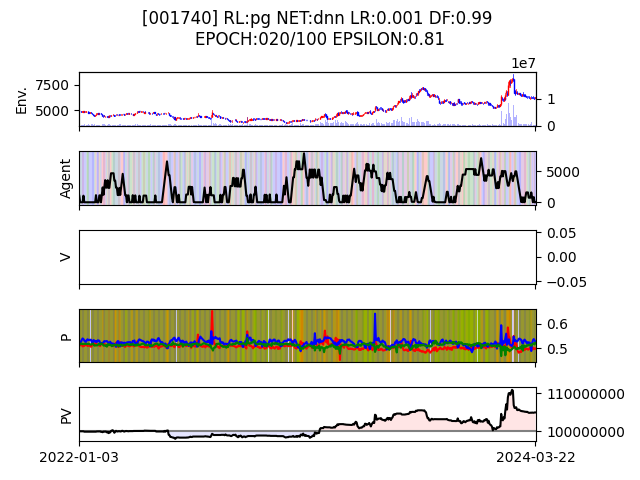 [001740] RL:pg NET:dnn LR:0.001 DF:0.99
EPOCH:020/100 EPSILON:0.81
1e7
Env.
7500
5000
1
0
Agent
5000
0
V
0.05
0.00
−0.05
P
0.6
0.5
PV
110000000
100000000
2022-01-03
2024-03-22